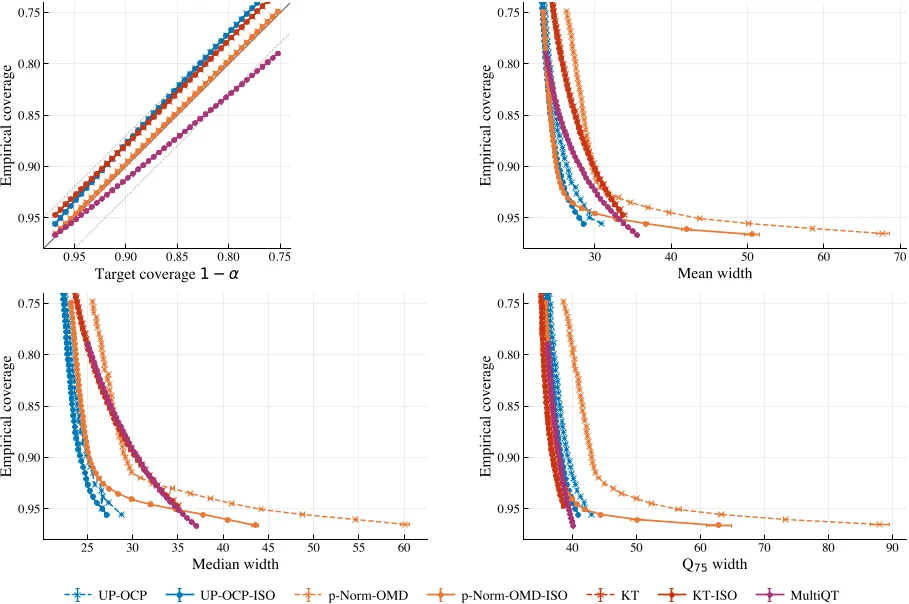 0.75
0.80
0.85
0.90
0.95
Empirical coverage
0.95 0.90 0.85 0.80 0.75
Target coverage 1 − α
0.75
0.80
0.85
0.90
0.95
Empirical coverage
30 40 50 60 70
Mean width
0.75
0.80
0.85
0.90
0.95
Empirical coverage
25 30 35 40 45 50 55 60
Median width
0.75
0.80
0.85
0.90
0.95
Empirical coverage
40 50 60 70 80 90
Q75 width
UP-OCP UP-OCP-ISO p-Norm-OMD p-Norm-OMD-ISO KT KT-ISO MultiQT